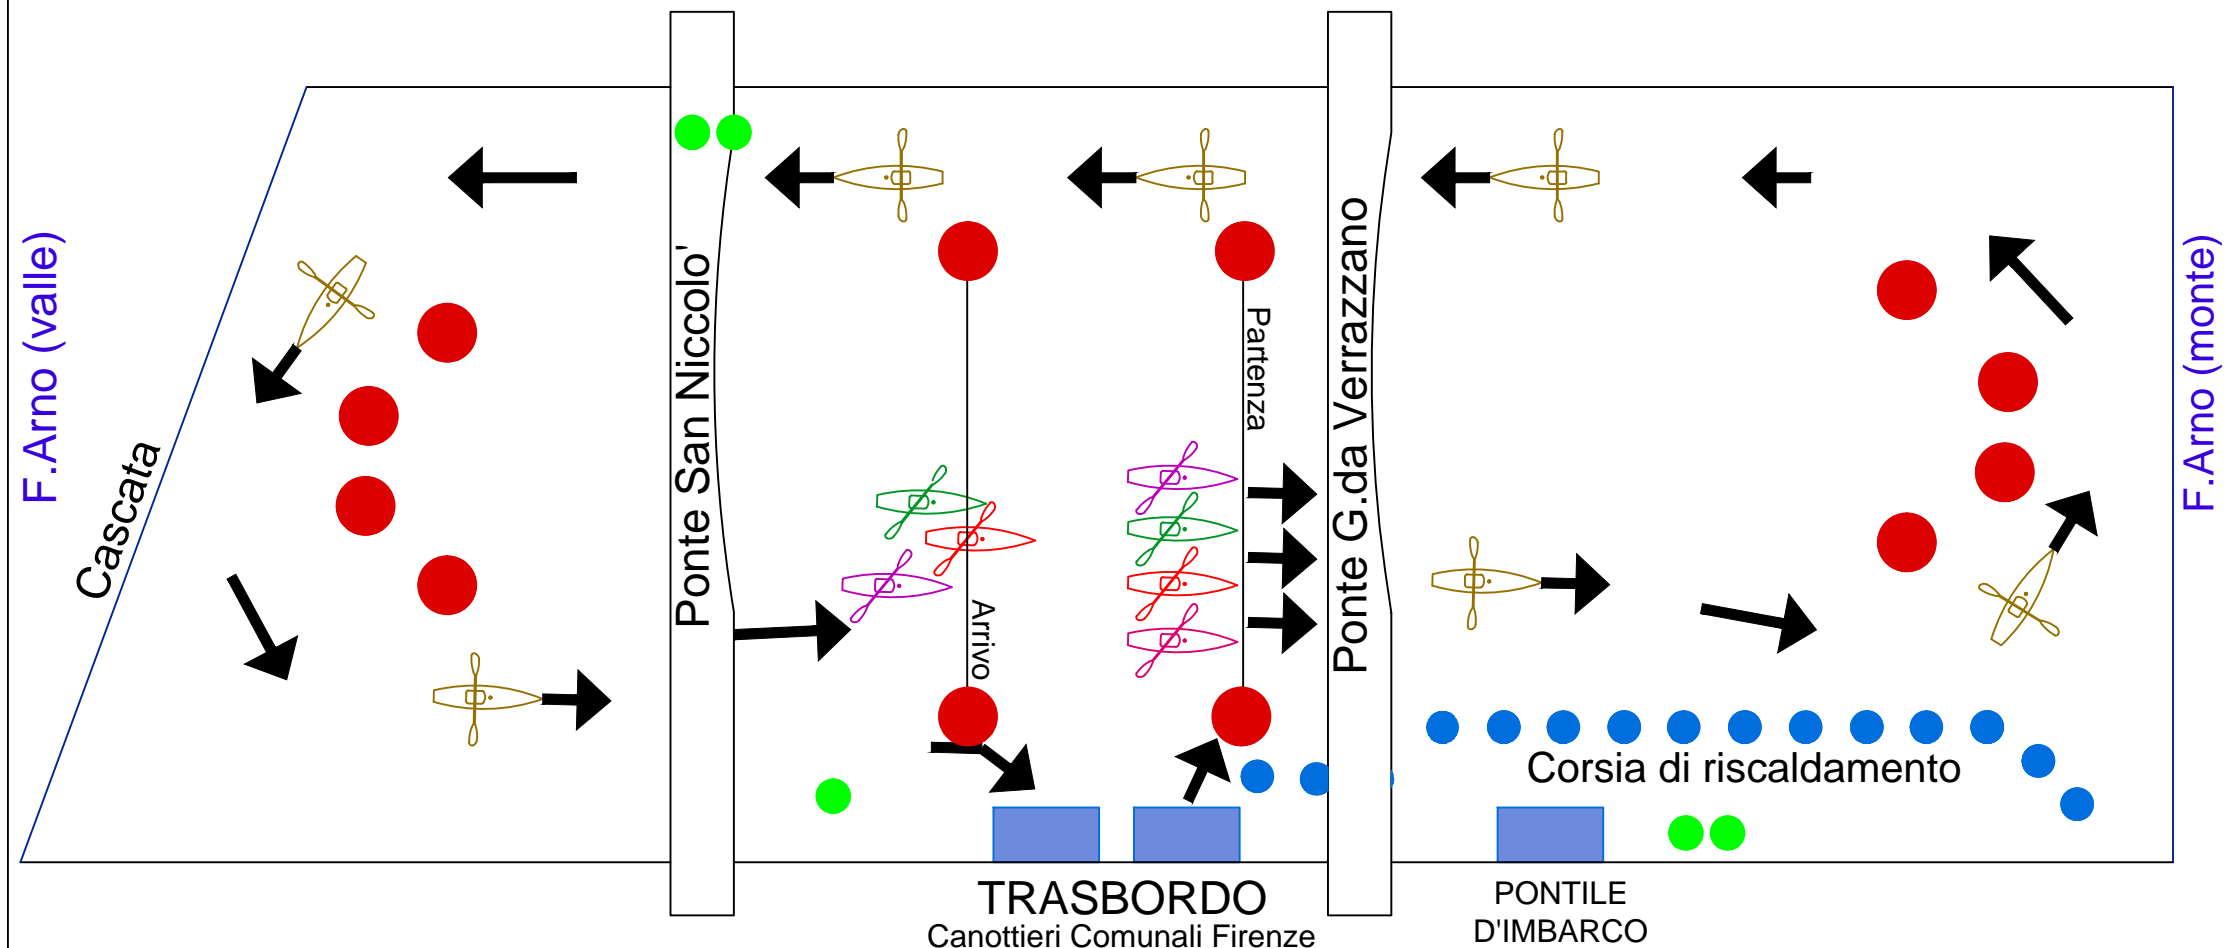 F.Arno (valle)
Cascata
Ponte San Niccolo'
Arrivo
Partenza
Ponte G.da Verrazzano
F.Arno (monte)
Corsia di riscaldamento
TRASBORDO
Canottieri Comunali Firenze
PONTILE
D'IMBARCO